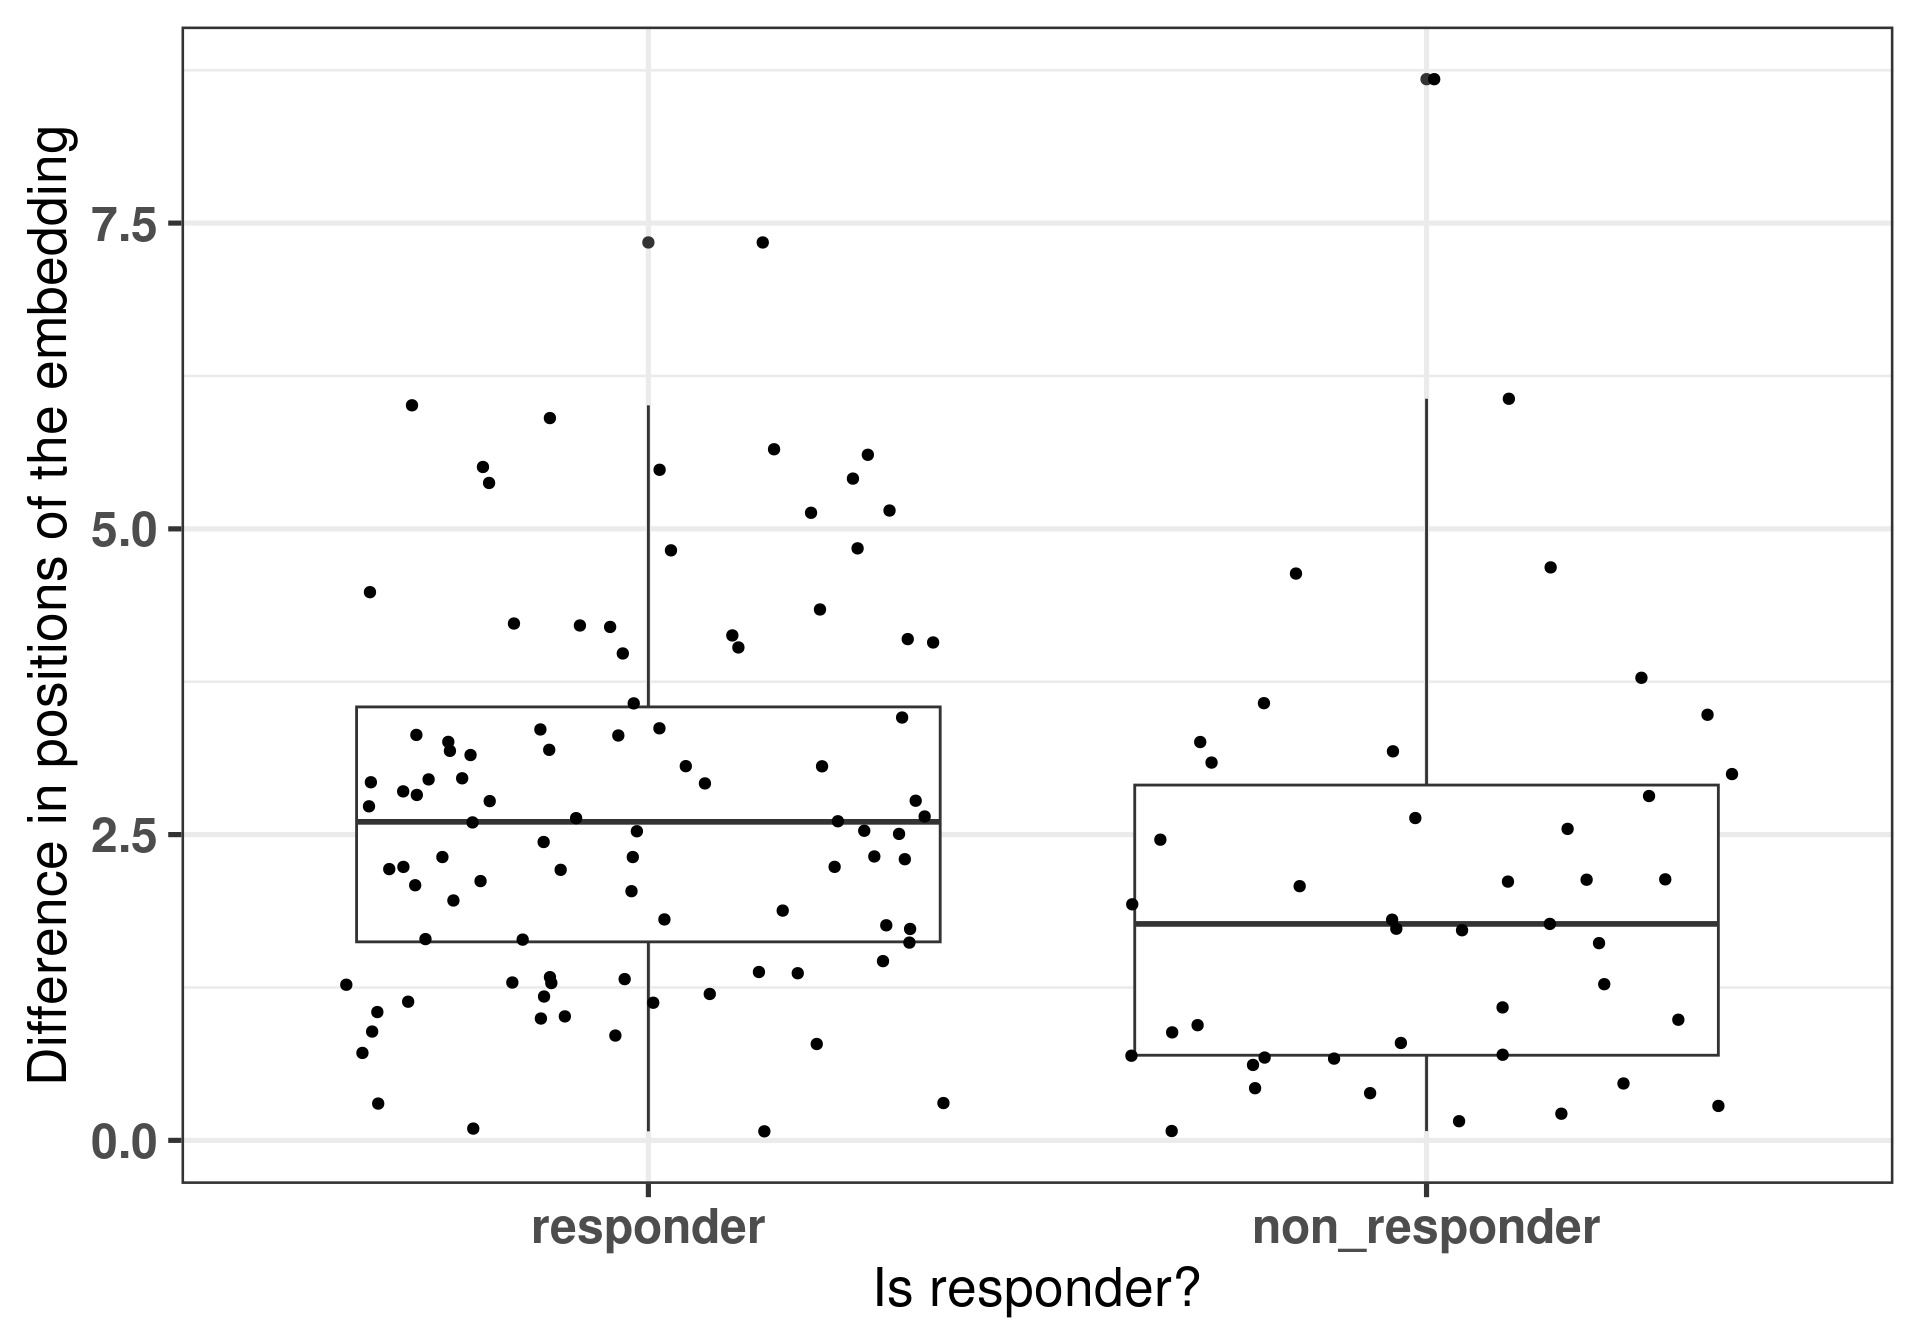 Difference in positions of the embedding
7.5
5.0
2.5
0.0
responder
non_responder
Is responder?